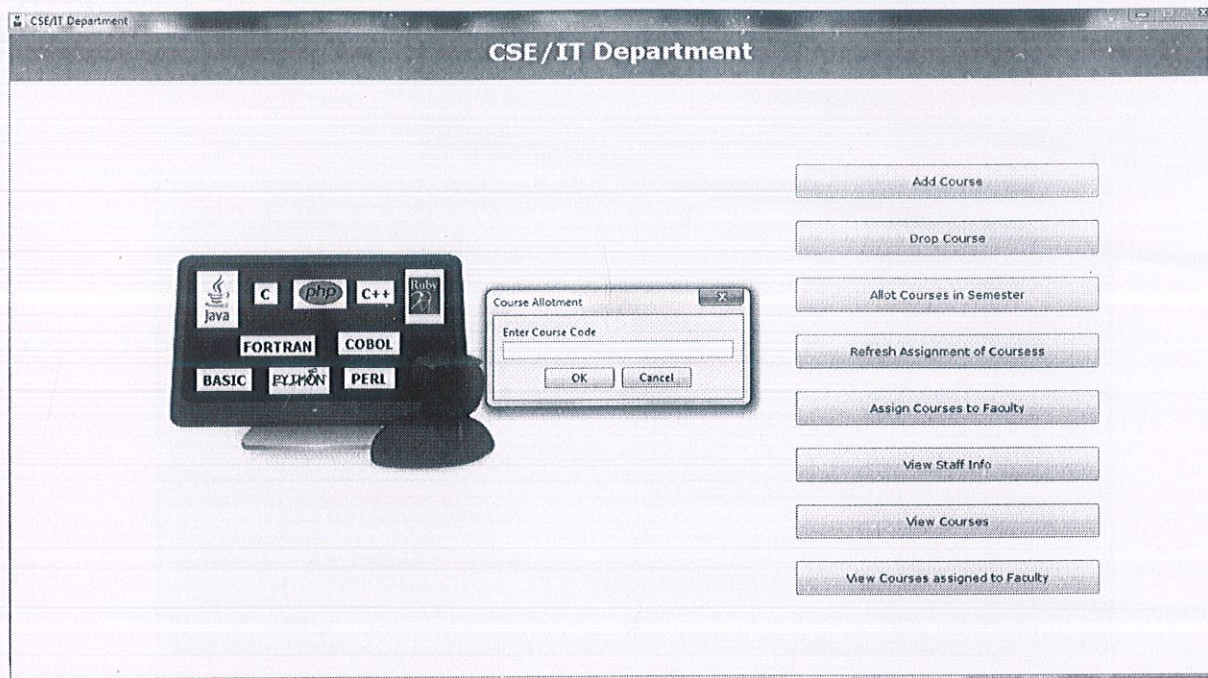 CSE/IT Department
CSE/IT Department
Add Course
Drop Course
Allot Courses in Semester
Refresh Assignment of Coursess
Assign Courses to Faculty
View Staff Info
View Courses
View Courses assigned to Faculty
Java
C
php
C++
Ruby
FORTRAN
COBOL
BASIC
PYTHON
PERL
Course Allotment
X
Enter Course Code
OK
Cancel